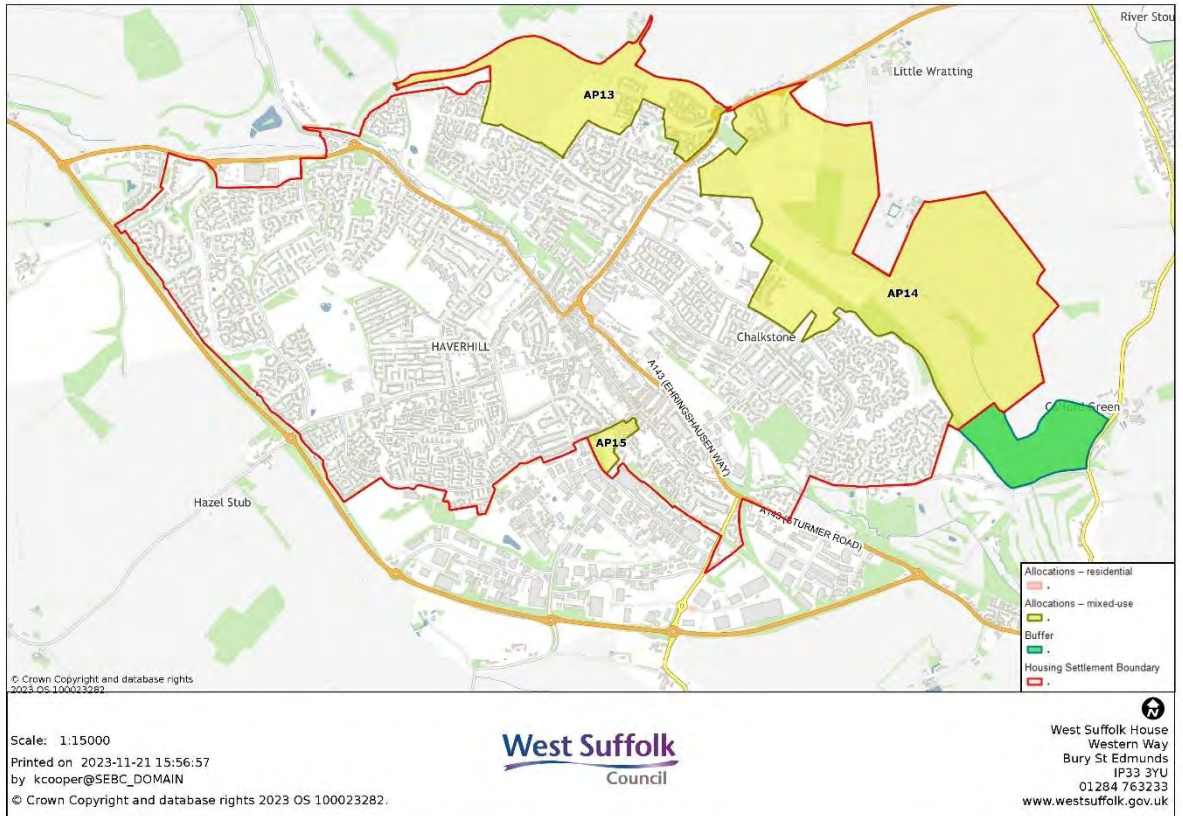 River Stou
Little Wratting
AP13
AP14
Chalkstone
HAVERHILL
A143 (EHRINGSHAUSEN WAY)
AP15
Green
Hazel Stub
A143 (STURMER ROAD)
Allocations – residential
Allocations – mixed-use
Buffer
Housing Settlement Boundary
© Crown Copyright and database rights
2023 OS 100023282.
N
Scale: 1:15000
Printed on 2023-11-21 15:56:57
by kcooper@SEBC_DOMAIN
© Crown Copyright and database rights 2023 OS 100023282.
West Suffolk
Council
West Suffolk House
Western Way
Bury St Edmunds
IP33 3YU
01284 763233
www.westsuffolk.gov.uk